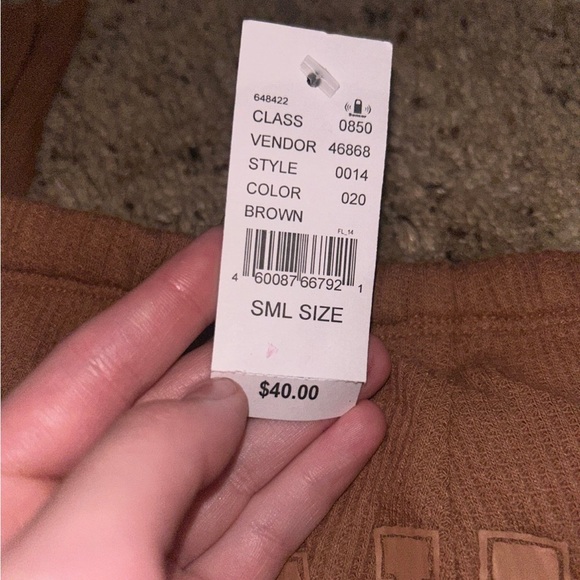 648422
CLASS 0850
VENDOR 46868
STYLE 0014
COLOR 020
BROWN
FL_14
4 60087 66792 1
SML SIZE
$40.00